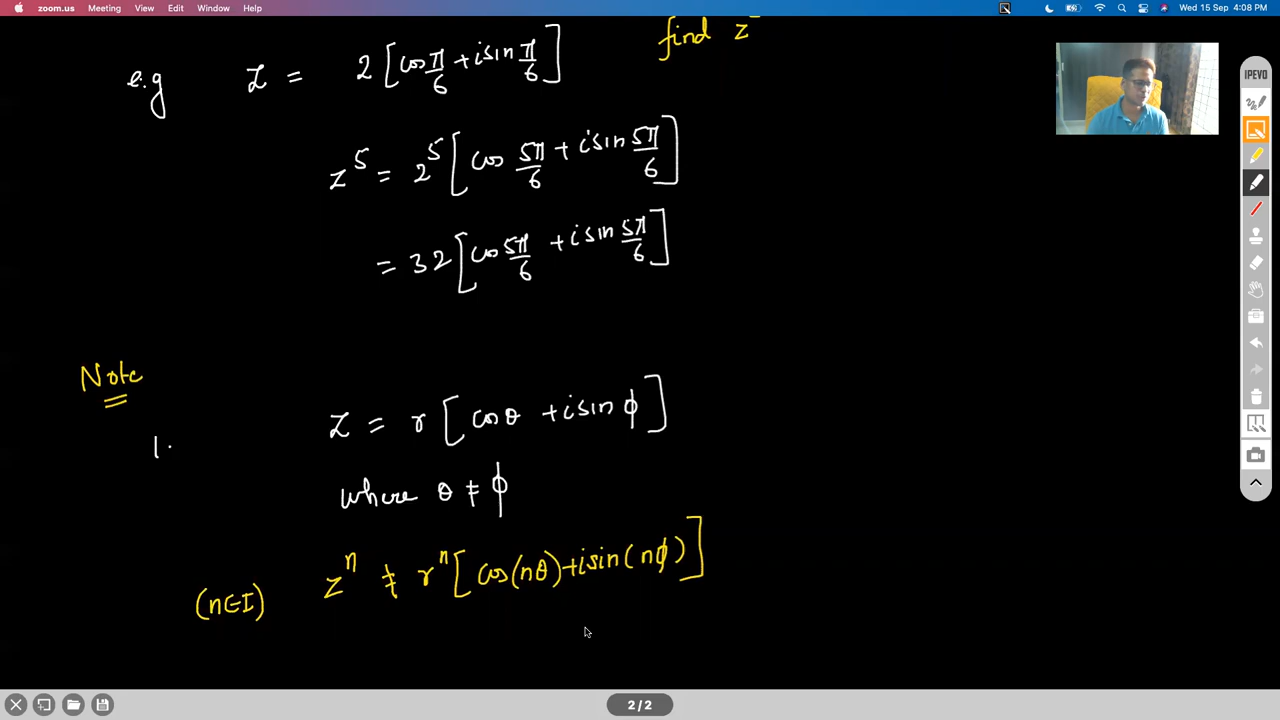 zoom.us Meeting View Edit Window Help Wed 15 Sep 4:08 PM
find z
e.g z = 2[cos π/6 + i sin π/6]
IPEVO
z^5 = 2^5 [cos 5π/6 + i sin 5π/6]
= 32 [cos 5π/6 + i sin 5π/6]
Note
1. z = r [cosθ + i sin ϕ]
where θ ≠ ϕ
(n∈I) z^n ≠ r^n [cos(nθ) + i sin(nϕ)]
2/2